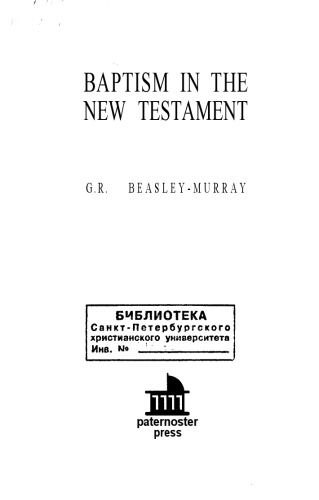 BAPTISM IN THE
NEW TESTAMENT
G.R. BEASLEY-MURRAY
БИБЛИОТЕКА
Санкт-Петербургского
христианского университета
Инв. №
paternoster
press